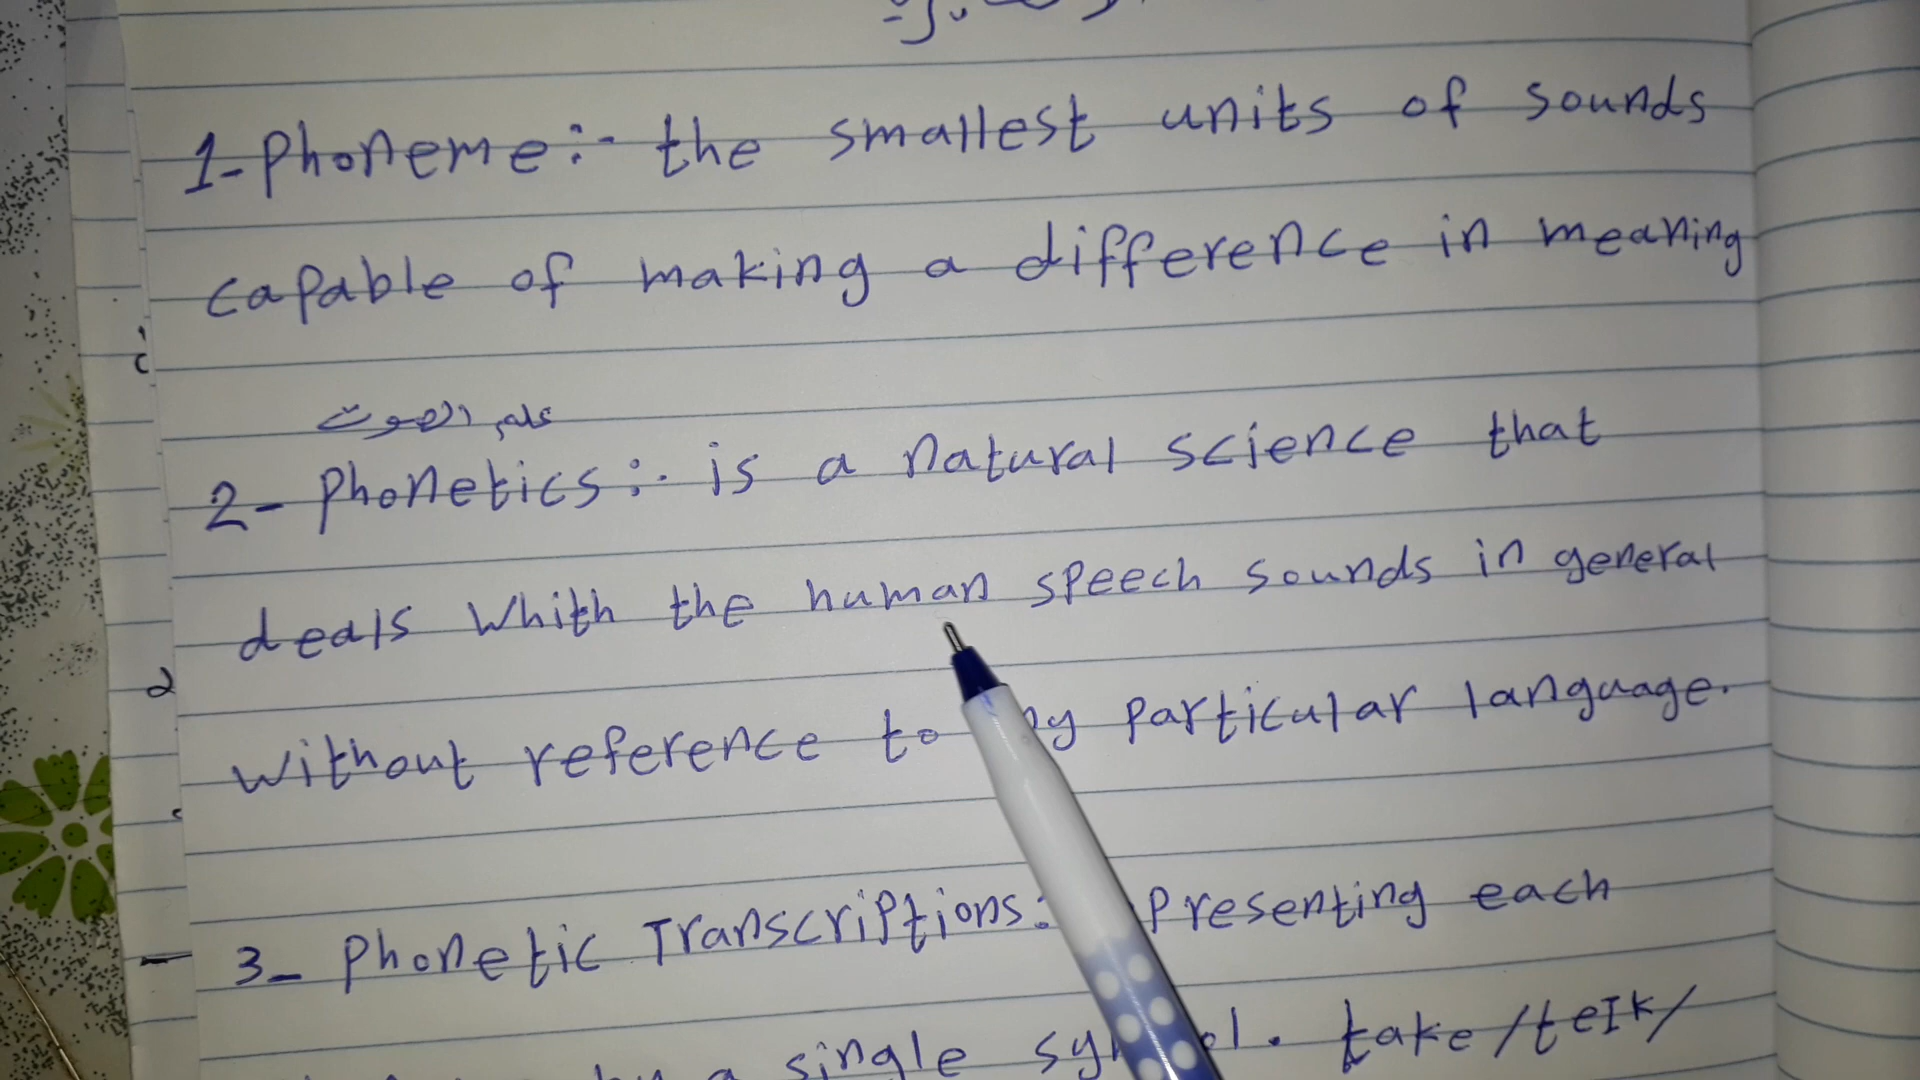 1- Phoneme:- the smallest units of sounds
capable of making a difference in meaning
علم الصوت
2- Phonetics:- is a natural science that
deals Whith the human speech sounds in general
without reference to particular language.
3- Phonetic Transcriptions: Presenting each
a single take /teIk/